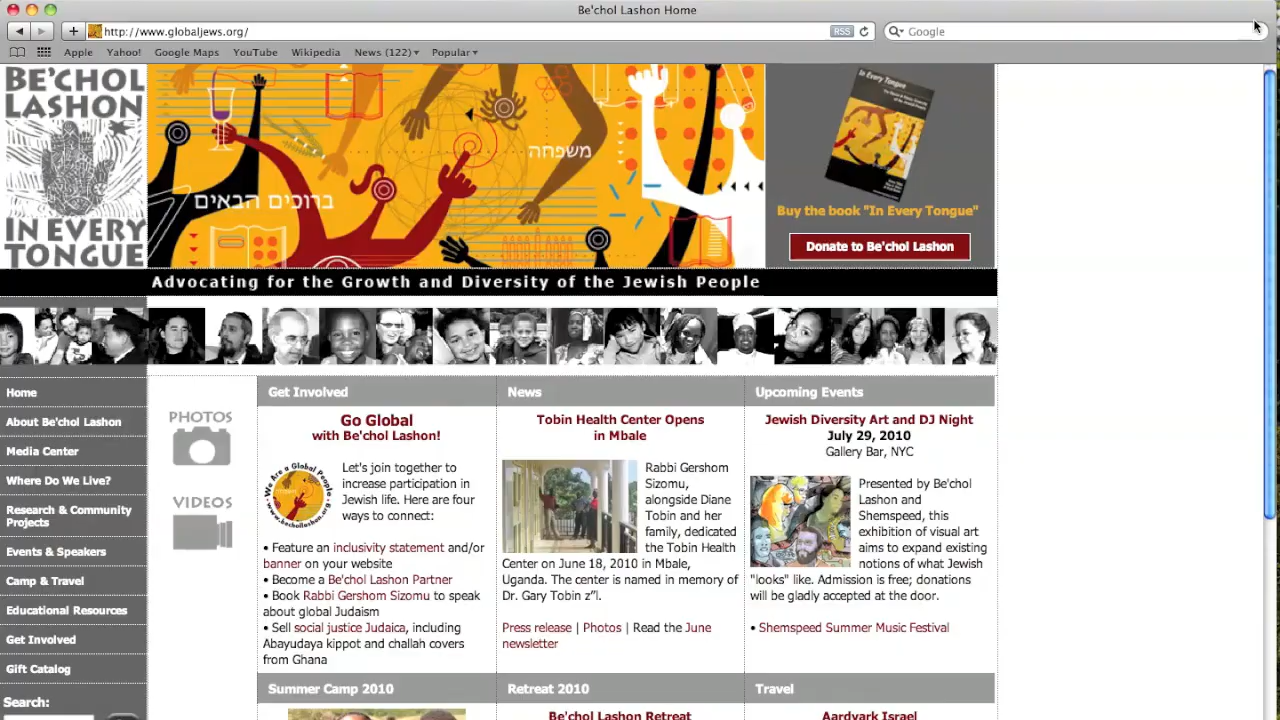 Be'chol Lashon Home
http://www.globaljews.org/
RSS
Google
Apple
Yahoo!
Google Maps
YouTube
Wikipedia
News (122)
Popular
BE'CHOL
LASHON
IN EVERY
TONGUE
משפחה
ברוכים הבאים
In Every Tongue
Buy the book "In Every Tongue"
Donate to Be'chol Lashon
Advocating for the Growth and Diversity of the Jewish People
Home
About Be'chol Lashon
Media Center
Where Do We Live?
Research & Community
Projects
Events & Speakers
Camp & Travel
Educational Resources
Get Involved
Gift Catalog
Search:
PHOTOS
VIDEOS
Get Involved
Go Global
with Be'chol Lashon!
We Are a Global People
www.bechollashon.org
Let's join together to
increase participation in
Jewish life. Here are four
ways to connect:
• Feature an inclusivity statement and/or
banner on your website
• Become a Be'chol Lashon Partner
• Book Rabbi Gershom Sizomu to speak
about global Judaism
• Sell social justice Judaica, including
Abayudaya kippot and challah covers
from Ghana
News
Tobin Health Center Opens
in Mbale
Rabbi Gershom
Sizomu,
alongside Diane
Tobin and her
family, dedicated
the Tobin Health
Center on June 18, 2010 in Mbale,
Uganda. The center is named in memory of
Dr. Gary Tobin z"l.
Press release | Photos | Read the June
newsletter
Upcoming Events
Jewish Diversity Art and DJ Night
July 29, 2010
Gallery Bar, NYC
Presented by Be'chol
Lashon and
Shemspeed, this
exhibition of visual art
aims to expand existing
notions of what Jewish
"looks" like. Admission is free; donations
will be gladly accepted at the door.
• Shemspeed Summer Music Festival
Summer Camp 2010
Retreat 2010
Be'chol Lashon Retreat
Travel
Aardvark Israel